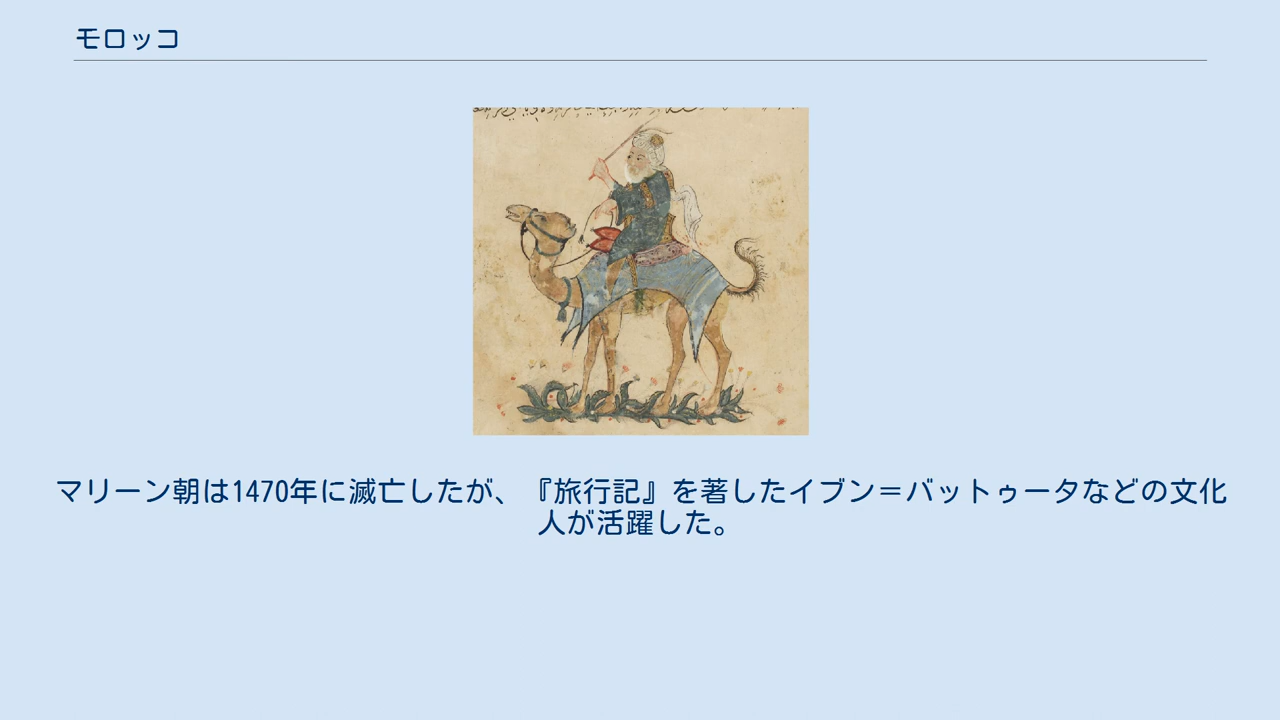 モロッコ
マリーン朝は1470年に滅亡したが、『旅行記』を著したイブン＝バットゥータなどの文化
人が活躍した。